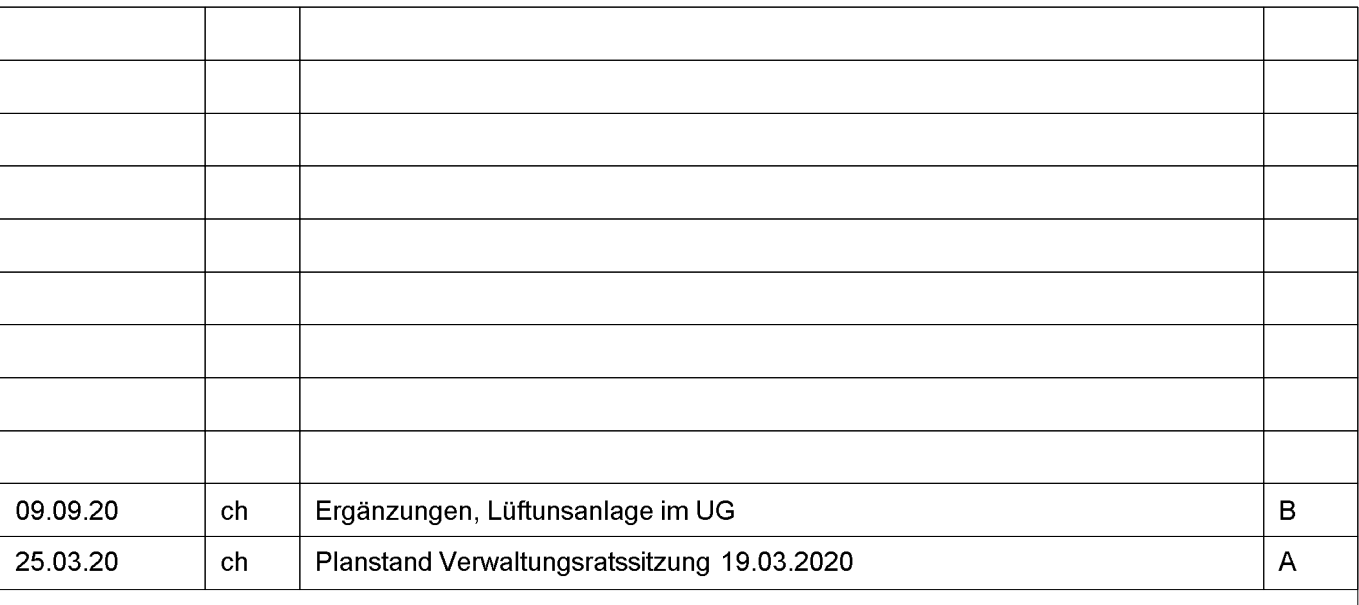 09.09.20 ch Ergänzungen, Lüftunsanlage im UG B
25.03.20 ch Planstand Verwaltungsratssitzung 19.03.2020 A